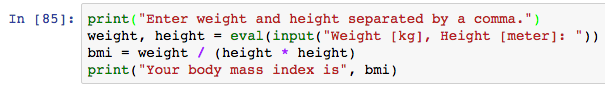 In [85]: print("Enter weight and height separated by a comma.")
weight, height = eval(input("Weight [kg], Height [meter]: "))
bmi = weight / (height * height)
print("Your body mass index is", bmi)